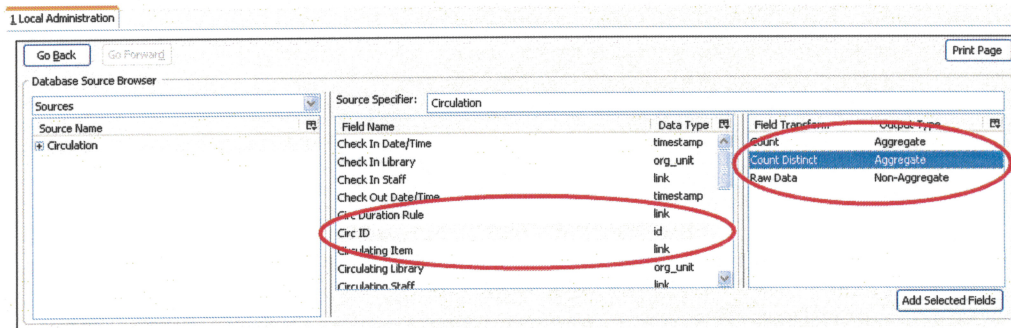 1 Local Administration
Go Back Go Forward Print Page
Database Source Browser
Sources Source Specifier: Circulation
Source Name Field Name Data Type Field Transform Output Type
Circulation Check In Date/Time timestamp Count Aggregate
Check In Library org_unit Count Distinct Aggregate
Check In Staff link Raw Data Non-Aggregate
Check Out Date/Time timestamp
Circ Duration Rule link
Circ ID id
Circulating Item link
Circulating Library org_unit
Circulating Staff link
Add Selected Fields